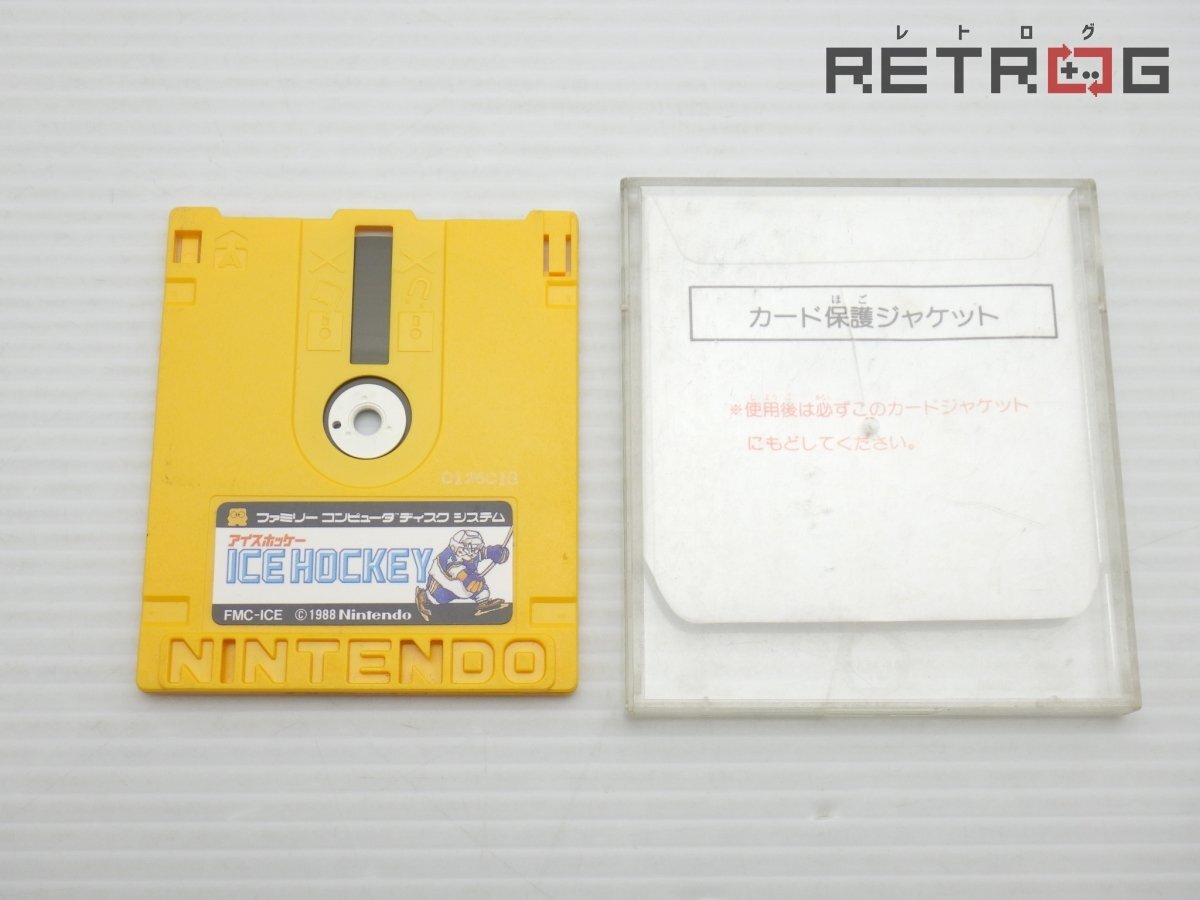 レトログ
RETROG
C125C1B
ファミリー コンピュータ ディスク システム
アイスホッケー
ICE HOCKEY
FMC-ICE ©1988 Nintendo
NINTENDO
ほご
カード保護ジャケット
※使用後は必ずこのカードジャケット
にもどしてください。